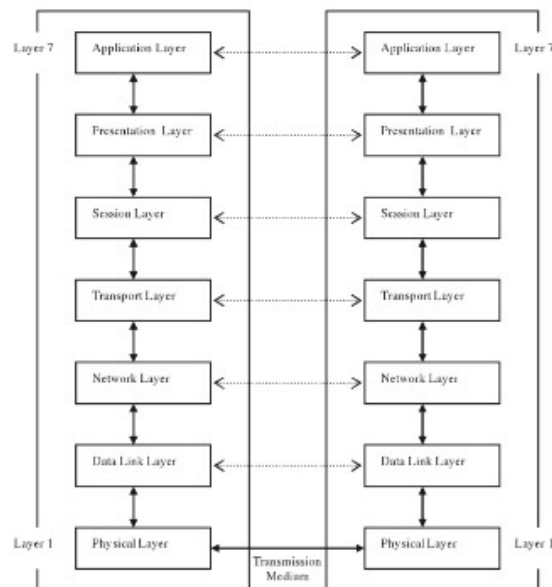 Layer 7
Application Layer
Application Layer
Layer 7
Presentation Layer
Presentation Layer
Session Layer
Session Layer
Transport Layer
Transport Layer
Network Layer
Network Layer
Data Link Layer
Data Link Layer
Layer 1
Physical Layer
Physical Layer
Layer 1
Transmission
Medium